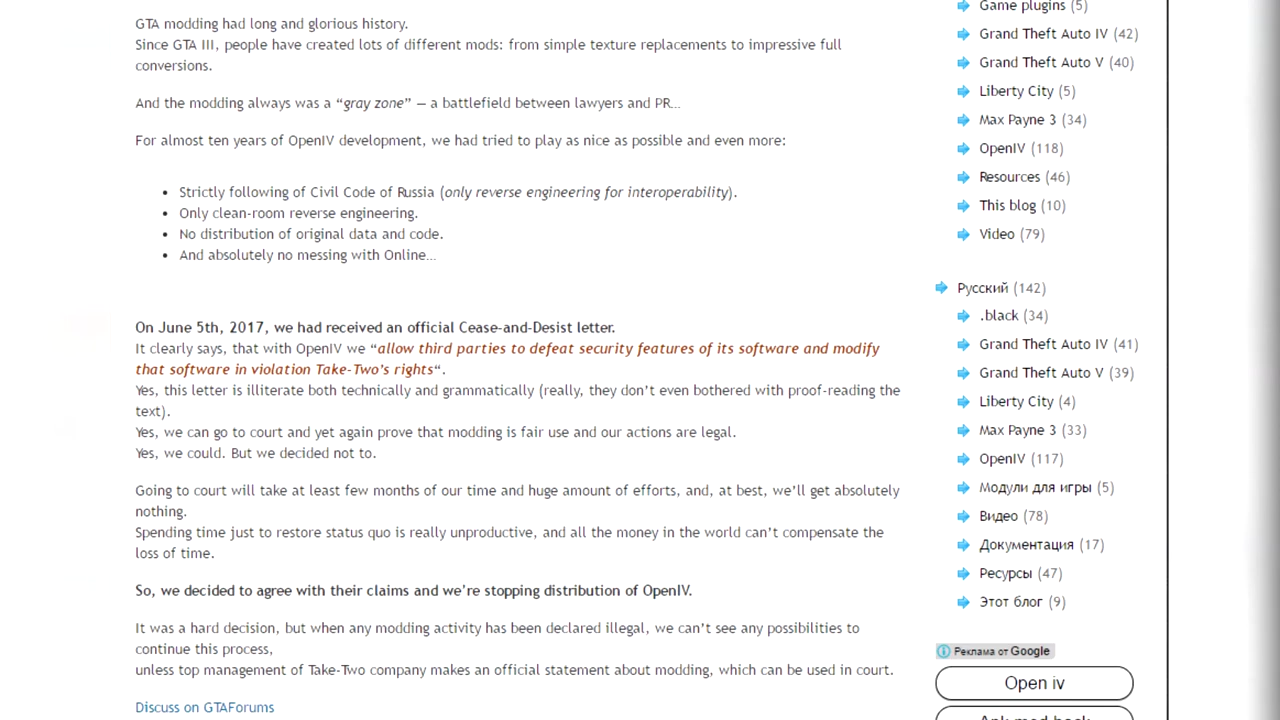 GTA modding had long and glorious history.
Since GTA III, people have created lots of different mods: from simple texture replacements to impressive full
conversions.
And the modding always was a “gray zone” — a battlefield between lawyers and PR…
For almost ten years of OpenIV development, we had tried to play as nice as possible and even more:
• Strictly following of Civil Code of Russia (only reverse engineering for interoperability).
• Only clean-room reverse engineering.
• No distribution of original data and code.
• And absolutely no messing with Online…
On June 5th, 2017, we had received an official Cease-and-Desist letter.
It clearly says, that with OpenIV we “allow third parties to defeat security features of its software and modify
that software in violation Take-Two’s rights“.
Yes, this letter is illiterate both technically and grammatically (really, they don’t even bothered with proof-reading the
text).
Yes, we can go to court and yet again prove that modding is fair use and our actions are legal.
Yes, we could. But we decided not to.
Going to court will take at least few months of our time and huge amount of efforts, and, at best, we’ll get absolutely
nothing.
Spending time just to restore status quo is really unproductive, and all the money in the world can’t compensate the
loss of time.
So, we decided to agree with their claims and we’re stopping distribution of OpenIV.
It was a hard decision, but when any modding activity has been declared illegal, we can’t see any possibilities to
continue this process,
unless top management of Take-Two company makes an official statement about modding, which can be used in court.
Discuss on GTAForums
Game plugins (5)
Grand Theft Auto IV (42)
Grand Theft Auto V (40)
Liberty City (5)
Max Payne 3 (34)
OpenIV (118)
Resources (46)
This blog (10)
Video (79)
Русский (142)
.black (34)
Grand Theft Auto IV (41)
Grand Theft Auto V (39)
Liberty City (4)
Max Payne 3 (33)
OpenIV (117)
Модули для игры (5)
Видео (78)
Документация (17)
Ресурсы (47)
Этот блог (9)
Реклама от Google
Open iv